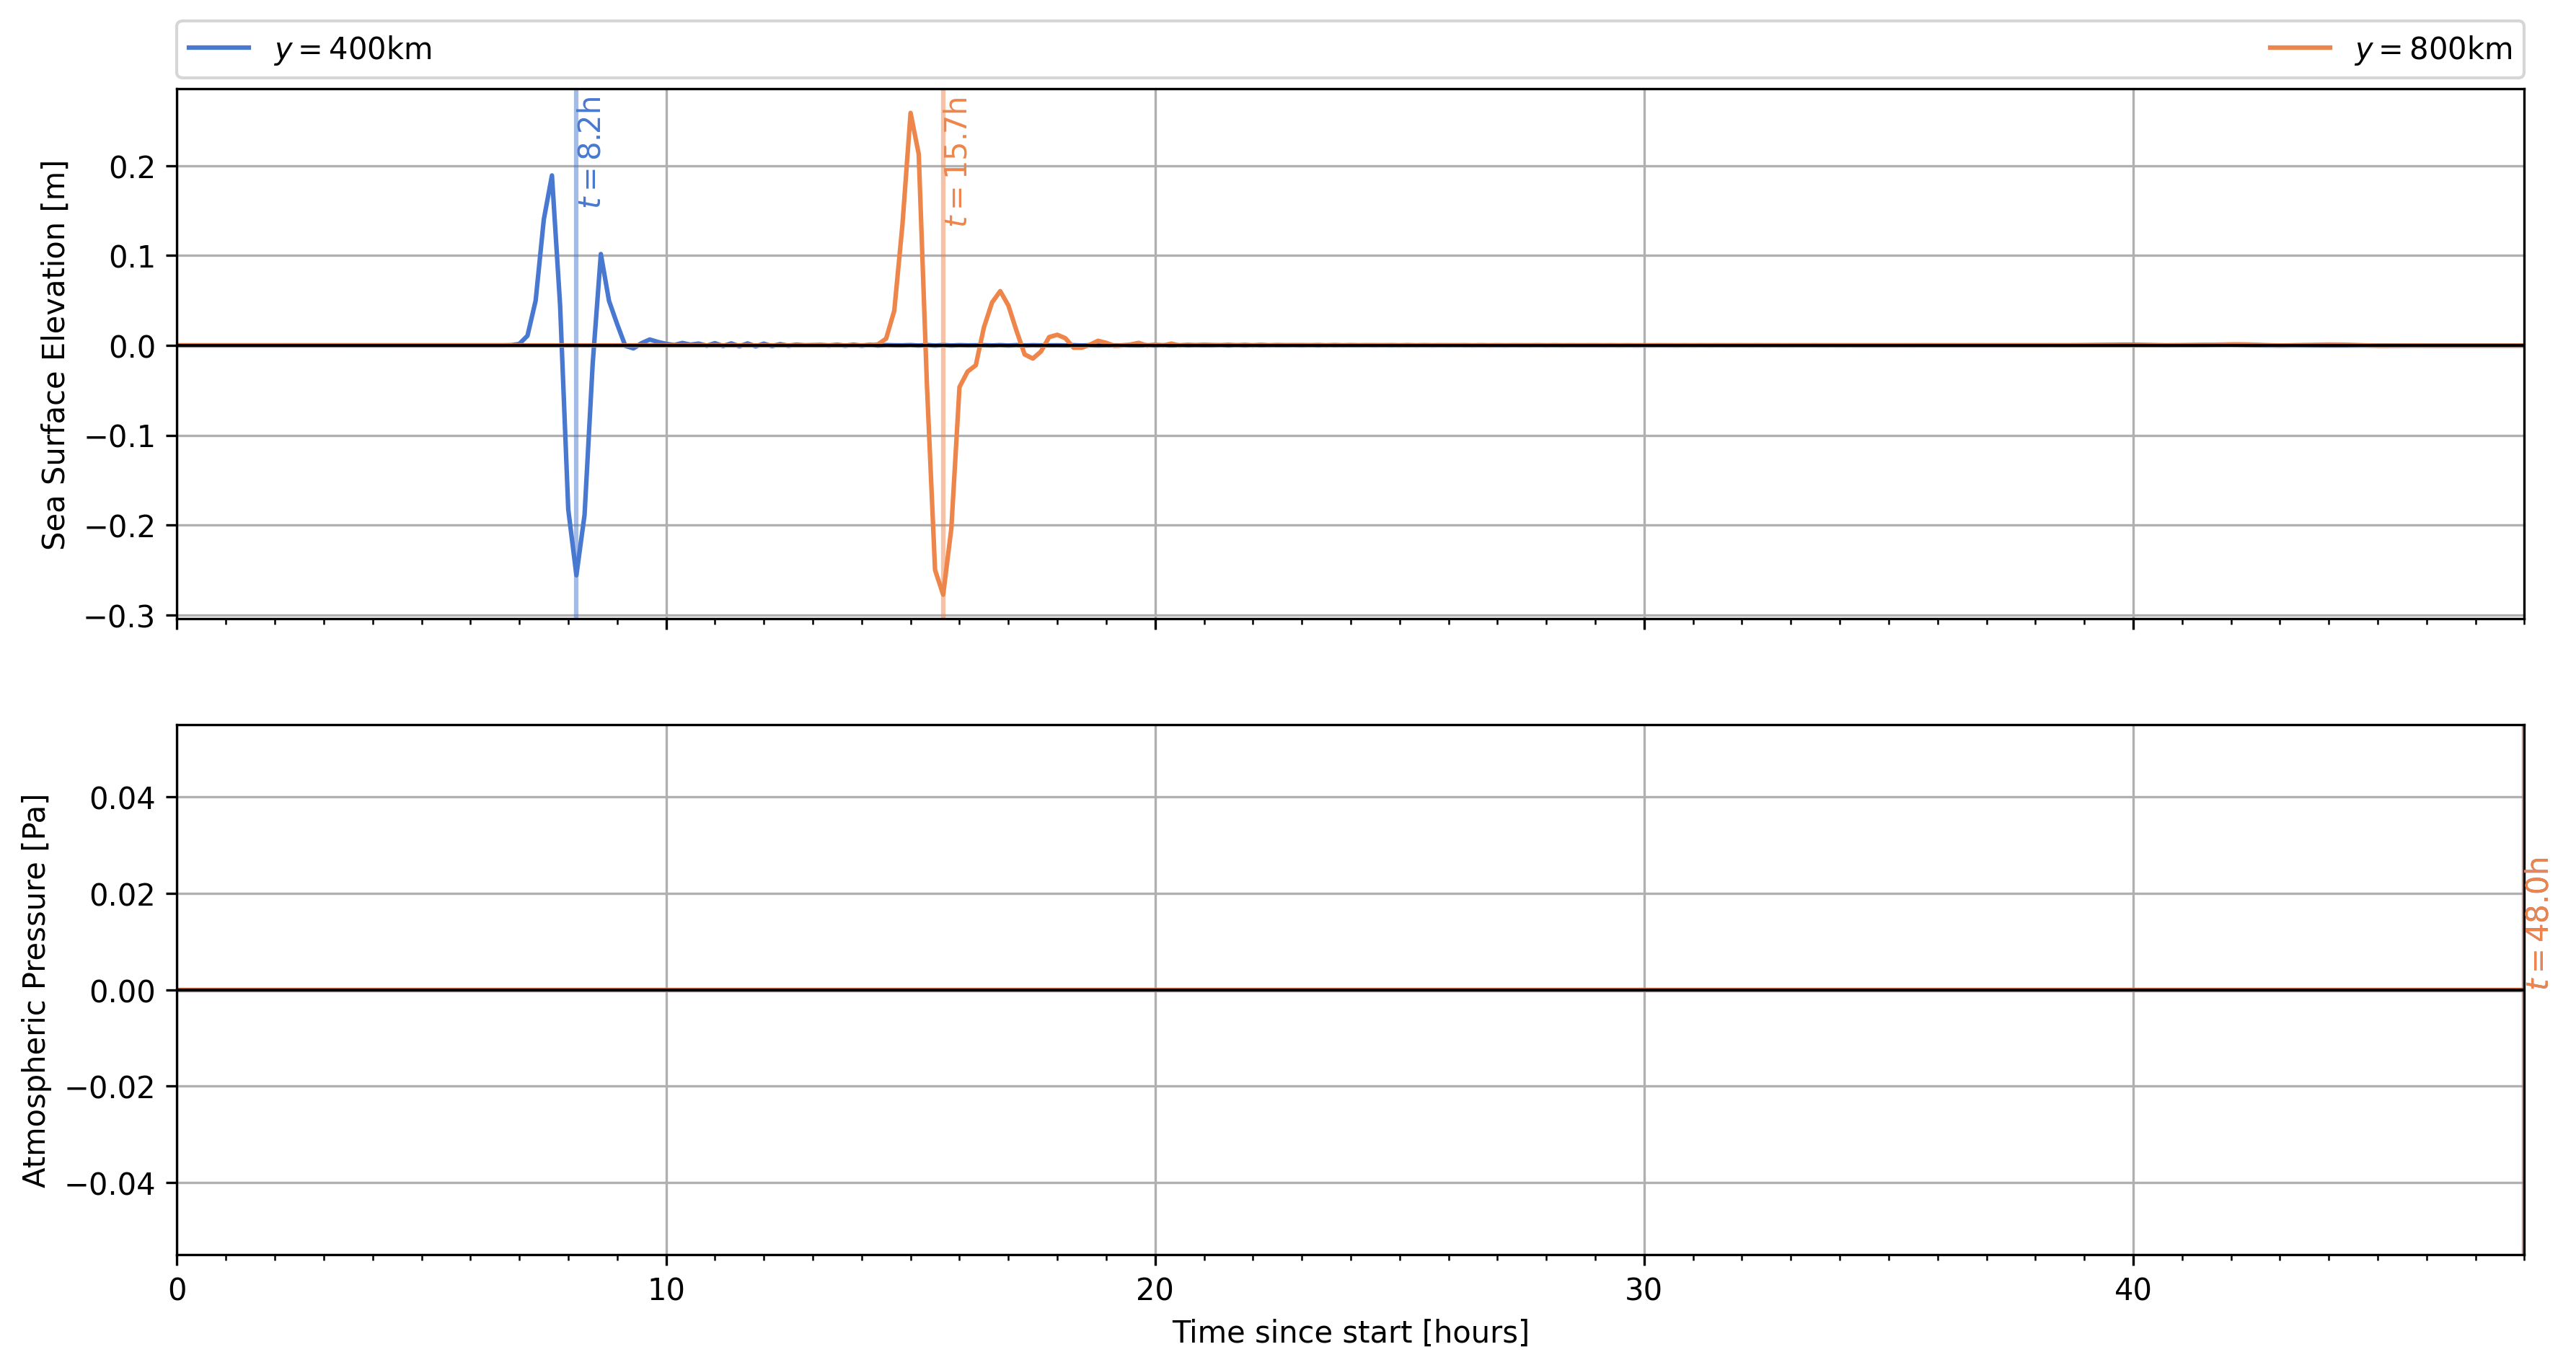 y = 400km
y = 800km
Sea Surface Elevation [m]
0.2
0.1
0.0
−0.1
−0.2
−0.3
t = 8.2h
t = 15.7h
Atmospheric Pressure [Pa]
0.04
0.02
0.00
−0.02
−0.04
t = 48.0h
0 10 20 30 40
Time since start [hours]